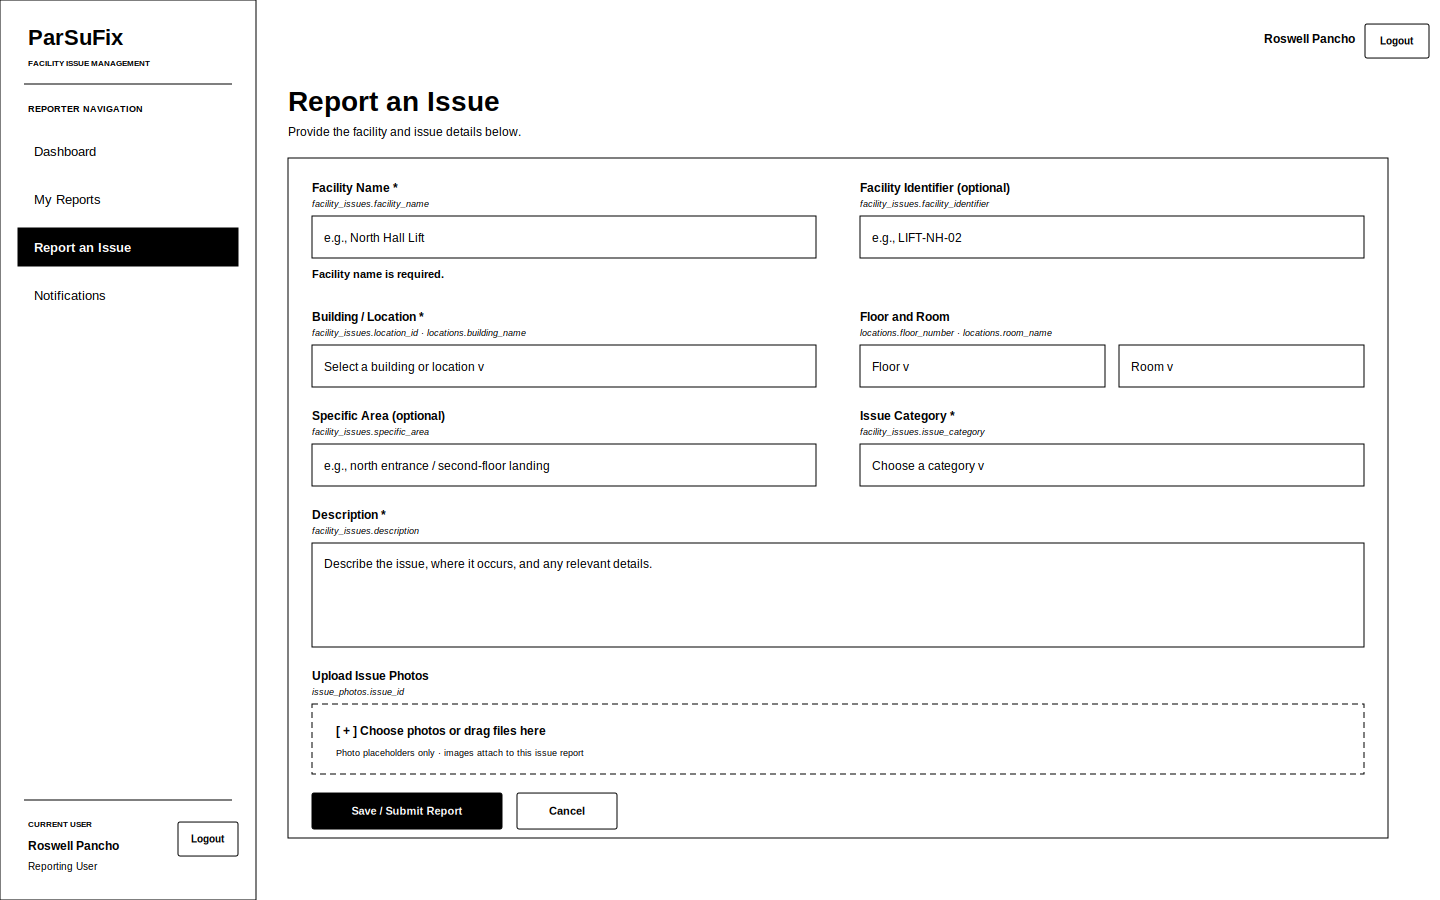 ParSuFix
FACILITY ISSUE MANAGEMENT
REPORTER NAVIGATION
Dashboard
My Reports
Report an Issue
Notifications
CURRENT USER
Roswell Pancho
Reporting User
Logout
Roswell Pancho
Logout
Report an Issue
Provide the facility and issue details below.
Facility Name *
facility_issues.facility_name
e.g., North Hall Lift
Facility name is required.
Facility Identifier (optional)
facility_issues.facility_identifier
e.g., LIFT-NH-02
Building / Location *
facility_issues.location_id · locations.building_name
Select a building or location v
Floor and Room
locations.floor_number · locations.room_name
Floor v
Room v
Specific Area (optional)
facility_issues.specific_area
e.g., north entrance / second-floor landing
Issue Category *
facility_issues.issue_category
Choose a category v
Description *
facility_issues.description
Describe the issue, where it occurs, and any relevant details.
Upload Issue Photos
issue_photos.issue_id
[ + ] Choose photos or drag files here
Photo placeholders only · images attach to this issue report
Save / Submit Report
Cancel